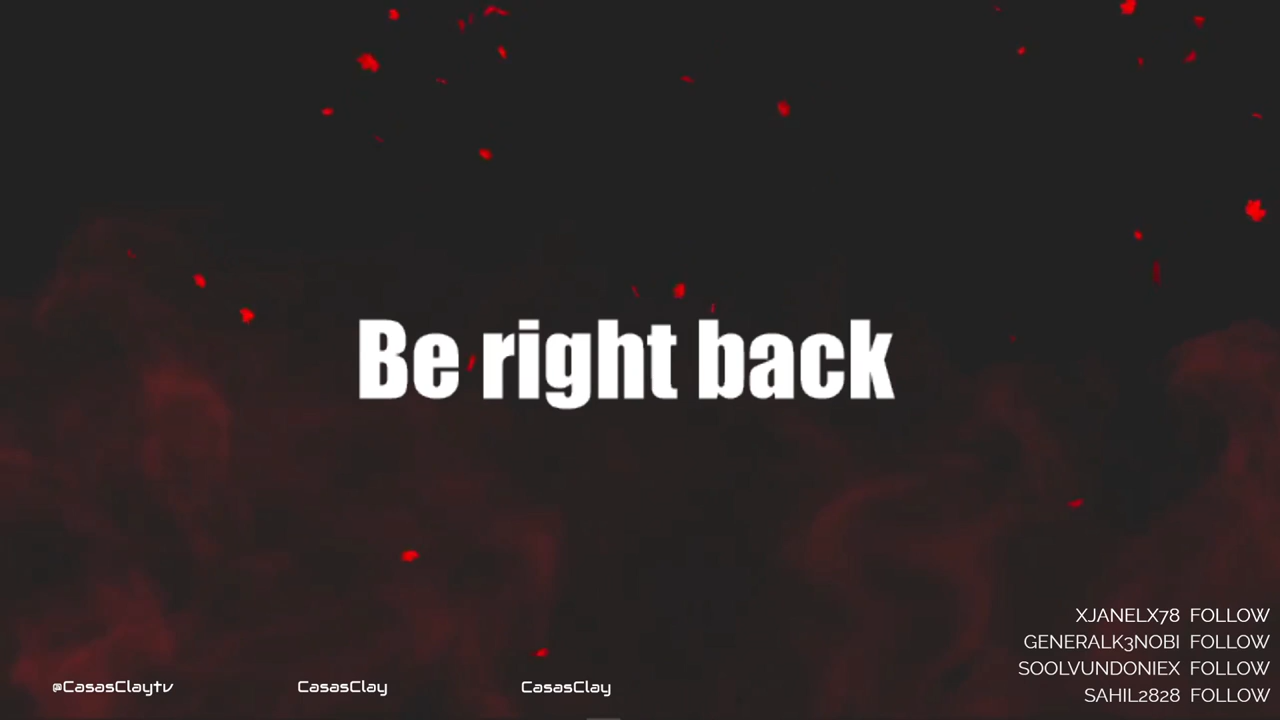 Be right back
XJANELX78 FOLLOW
GENERALK3NOBI FOLLOW
SOOLVUNDONIEX FOLLOW
SAHIL2828 FOLLOW
@CasasClaytv CasasClay CasasClay